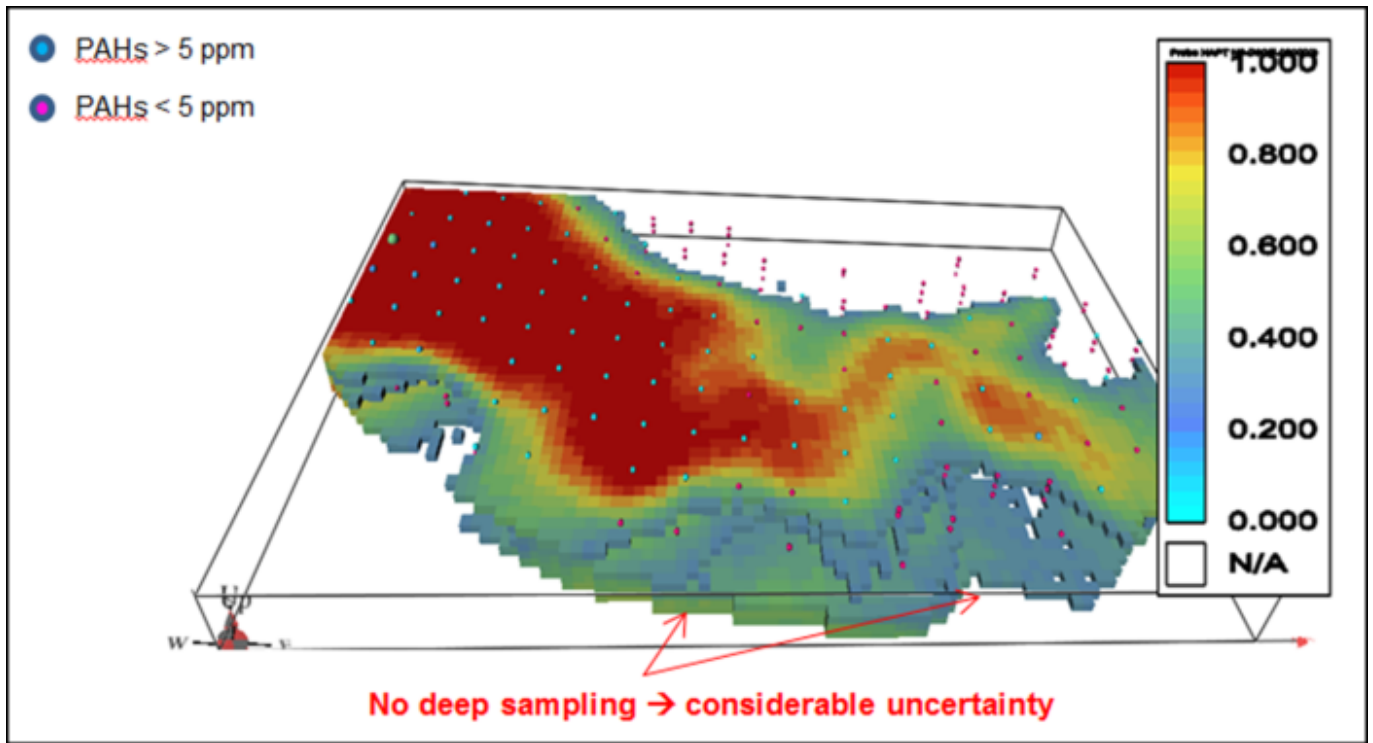 PAHs > 5 ppm
PAHs < 5 ppm
1.000
0.800
0.600
0.400
0.200
0.000
N/A
Up
W
No deep sampling → considerable uncertainty